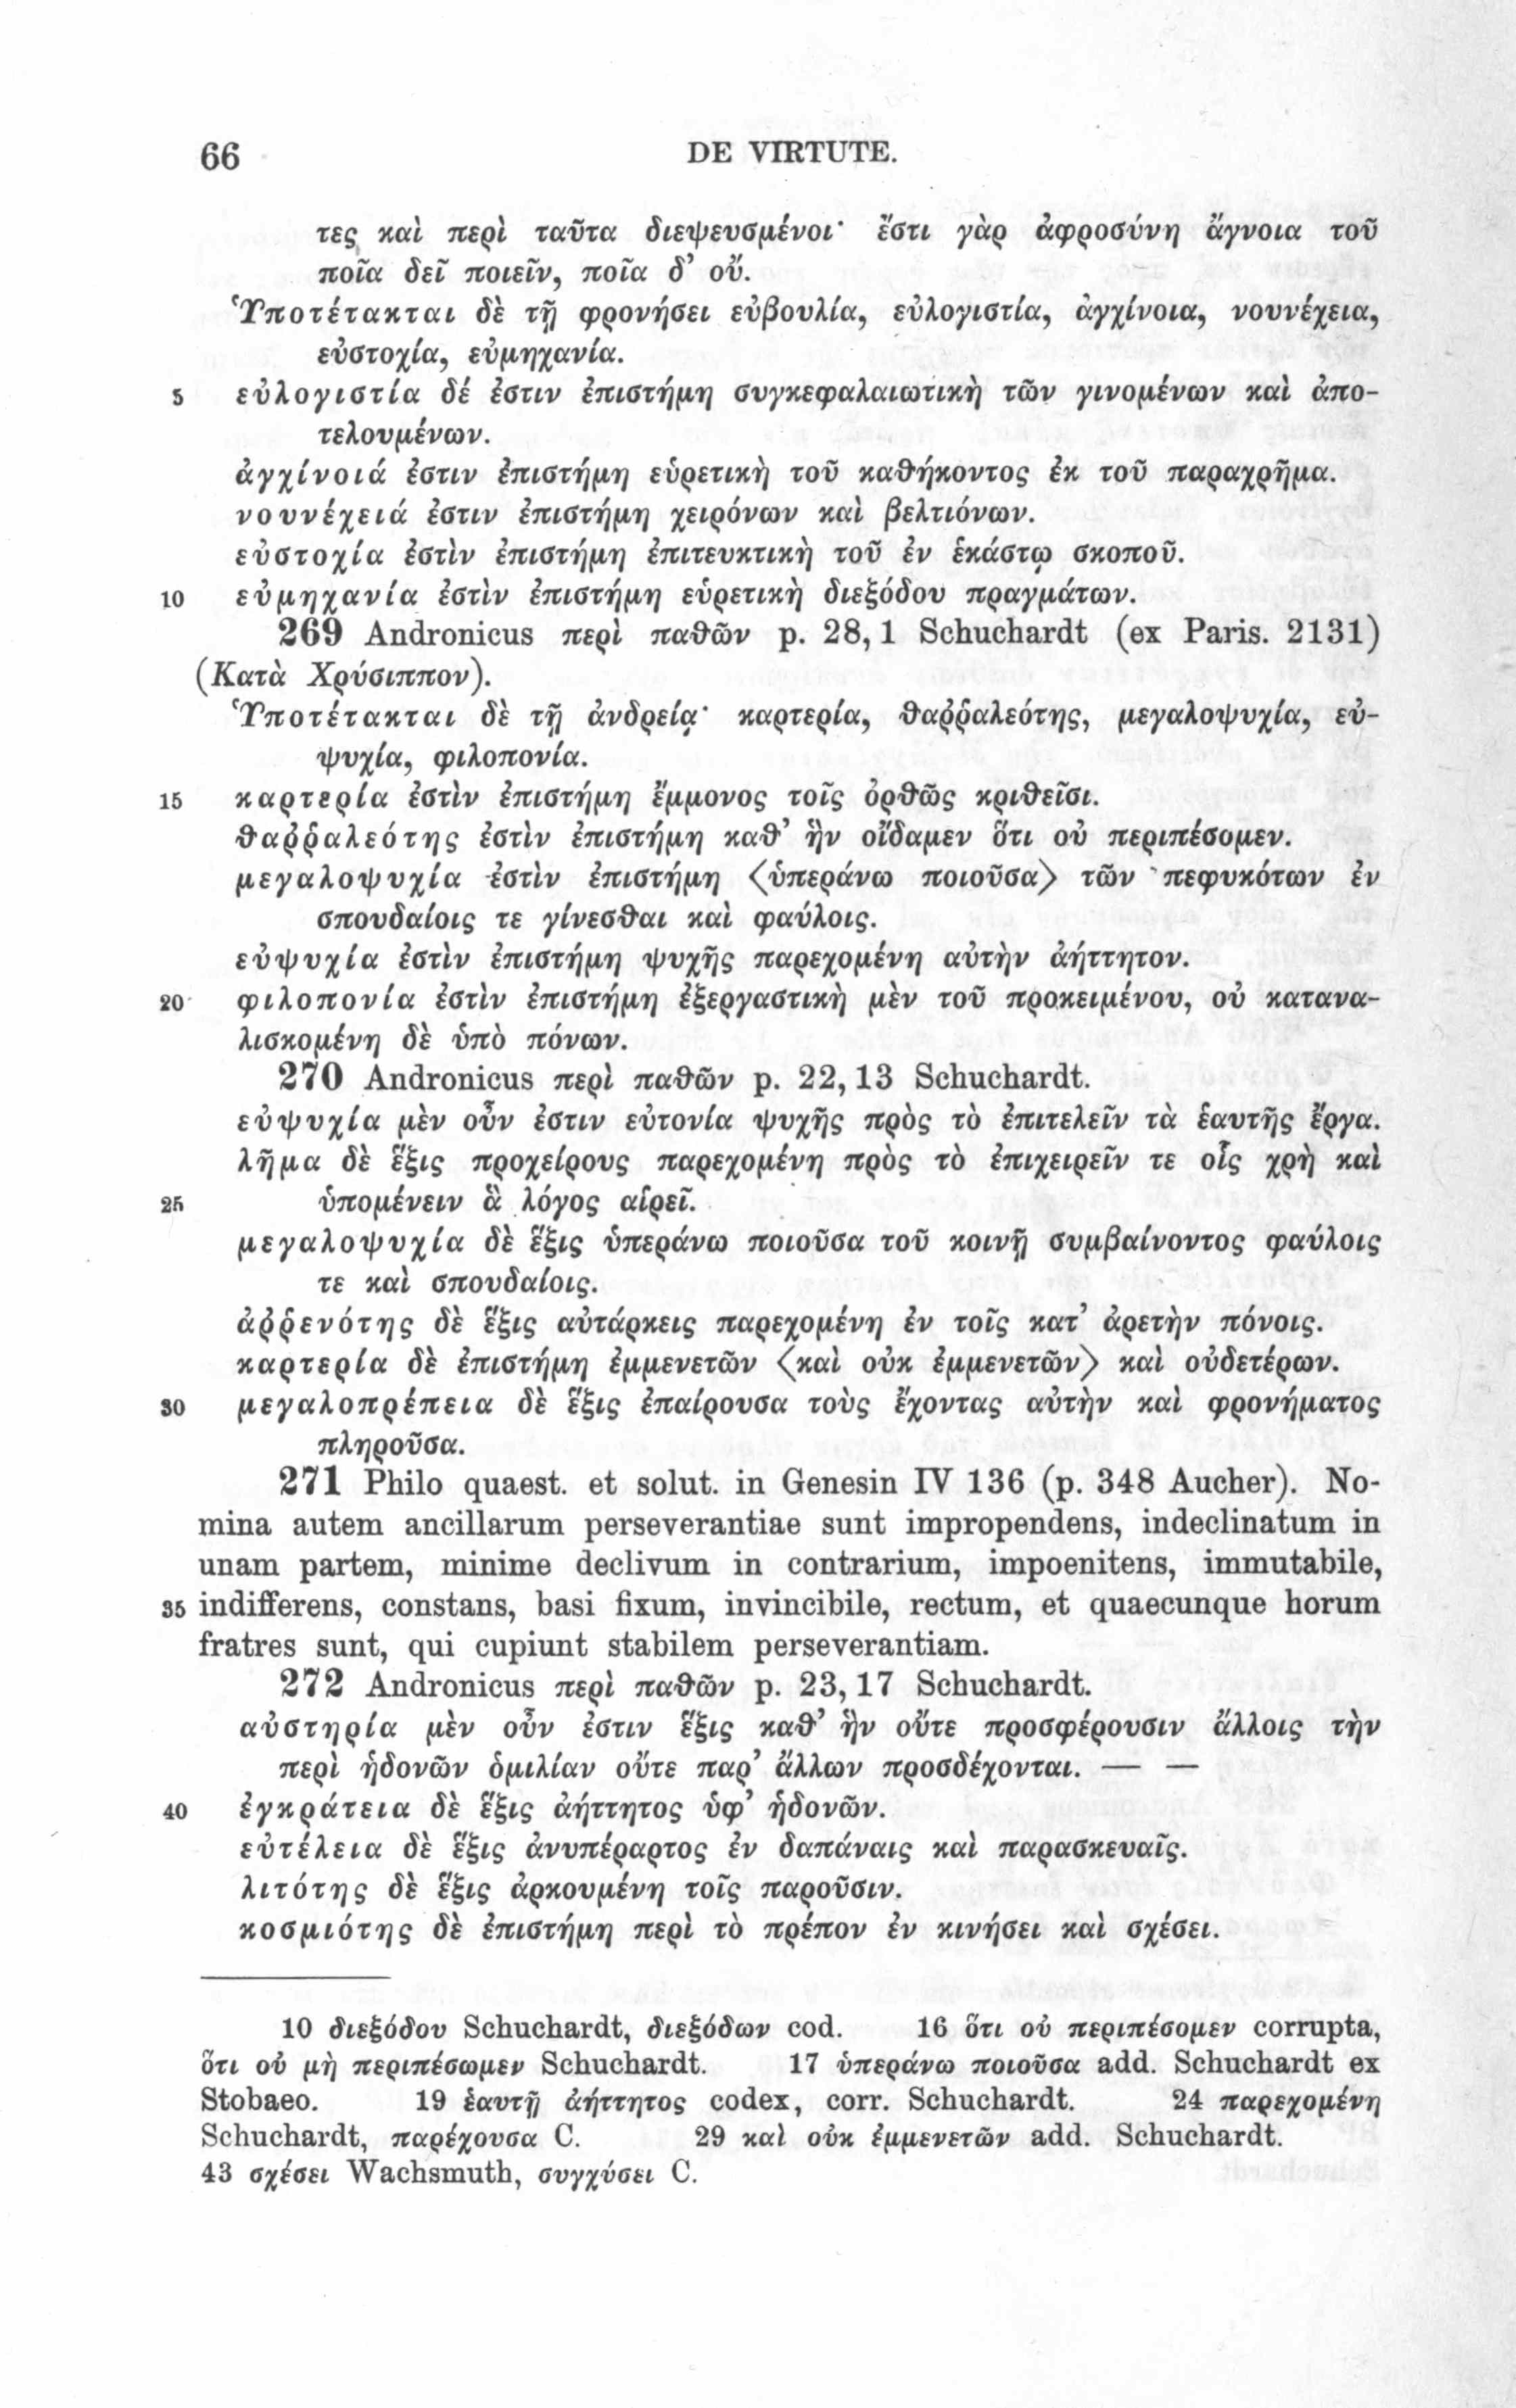 66 DE VIRTUTE.
τες καὶ περὶ ταῦτα διεψευσμένοι· ἔστι γὰρ ἀφροσύνη ἄγνοια τοῦ
ποῖα δεῖ ποιεῖν, ποῖα δ' οὔ.
Ὑποτέτακται δὲ τῇ φρονήσει εὐβουλία, εὐλογιστία, ἀγχίνοια, νουνέχεια,
εὐστοχία, εὐμηχανία.
5 εὐλογιστία δέ ἐστιν ἐπιστήμη συγκεφαλαιωτικὴ τῶν γινομένων καὶ ἀπο-
τελουμένων.
ἀγχίνοιά ἐστιν ἐπιστήμη εὑρετικὴ τοῦ καθήκοντος ἐκ τοῦ παραχρῆμα.
νουνέχειά ἐστιν ἐπιστήμη χειρόνων καὶ βελτιόνων.
εὐστοχία ἐστὶν ἐπιστήμη ἐπιτευκτικὴ τοῦ ἐν ἑκάστῳ σκοποῦ.
10 εὐμηχανία ἐστὶν ἐπιστήμη εὑρετικὴ διεξόδου πραγμάτων.
269 Andronicus περὶ παθῶν p. 28, 1 Schuchardt (ex Paris. 2131)
(Κατὰ Χρύσιππον).
Ὑποτέτακται δὲ τῇ ἀνδρείᾳ· καρτερία, θαῤῥαλεότης, μεγαλοψυχία, εὐ-
ψυχία, φιλοπονία.
15 καρτερία ἐστὶν ἐπιστήμη ἔμμονος τοῖς ὀρθῶς κριθεῖσι.
θαῤῥαλεότης ἐστὶν ἐπιστήμη καθ' ἣν οἴδαμεν ὅτι οὐ περιπέσομεν.
μεγαλοψυχία ἐστὶν ἐπιστήμη ⟨ὑπεράνω ποιοῦσα⟩ τῶν πεφυκότων ἐν
σπουδαίοις τε γίνεσθαι καὶ φαύλοις.
εὐψυχία ἐστὶν ἐπιστήμη ψυχῆς παρεχομένη αὐτὴν ἀήττητον.
20 φιλοπονία ἐστὶν ἐπιστήμη ἐξεργαστικὴ μὲν τοῦ προκειμένου, οὐ κατανα-
λισκομένη δὲ ὑπὸ πόνων.
270 Andronicus περὶ παθῶν p. 22, 13 Schuchardt.
εὐψυχία μὲν οὖν ἐστιν εὐτονία ψυχῆς πρὸς τὸ ἐπιτελεῖν τὰ ἑαυτῆς ἔργα.
λῆμα δὲ ἕξις προχείρους παρεχομένη πρὸς τὸ ἐπιχειρεῖν τε οἷς χρὴ καὶ
25 ὑπομένειν ἃ λόγος αἱρεῖ.
μεγαλοψυχία δὲ ἕξις ὑπεράνω ποιοῦσα τοῦ κοινῇ συμβαίνοντος φαύλοις
τε καὶ σπουδαίοις.
ἀῤῥενότης δὲ ἕξις αὐτάρκεις παρεχομένη ἐν τοῖς κατ' ἀρετὴν πόνοις.
καρτερία δὲ ἐπιστήμη ἐμμενετῶν ⟨καὶ οὐκ ἐμμενετῶν⟩ καὶ οὐδετέρων.
30 μεγαλοπρέπεια δὲ ἕξις ἐπαίρουσα τοὺς ἔχοντας αὐτὴν καὶ φρονήματος
πληροῦσα.
271 Philo quaest. et solut. in Genesin IV 136 (p. 348 Aucher). No-
mina autem ancillarum perseverantiae sunt impropendens, indeclinatum in
unam partem, minime declivum in contrarium, impoenitens, immutabile,
35 indifferens, constans, basi fixum, invincibile, rectum, et quaecunque horum
fratres sunt, qui cupiunt stabilem perseverantiam.
272 Andronicus περὶ παθῶν p. 23, 17 Schuchardt.
αὐστηρία μὲν οὖν ἐστιν ἕξις καθ' ἣν οὔτε προσφέρουσιν ἄλλοις τὴν
περὶ ἡδονῶν ὁμιλίαν οὔτε παρ' ἄλλων προσδέχονται. — —
40 ἐγκράτεια δὲ ἕξις ἀήττητος ὑφ' ἡδονῶν.
εὐτέλεια δὲ ἕξις ἀνυπέραρτος ἐν δαπάναις καὶ παρασκευαῖς.
λιτότης δὲ ἕξις ἀρκουμένη τοῖς παροῦσιν.
κοσμιότης δὲ ἐπιστήμη περὶ τὸ πρέπον ἐν κινήσει καὶ σχέσει.
10 διεξόδου Schuchardt, διεξόδων cod. 16 ὅτι οὐ περιπέσομεν corrupta,
ὅτι οὐ μὴ περιπέσωμεν Schuchardt. 17 ὑπεράνω ποιοῦσα add. Schuchardt ex
Stobaeo. 19 ἑαυτῇ ἀήττητος codex, corr. Schuchardt. 24 παρεχομένη
Schuchardt, παρέχουσα C. 29 καὶ οὐκ ἐμμενετῶν add. Schuchardt.
43 σχέσει Wachsmuth, συγχύσει C.